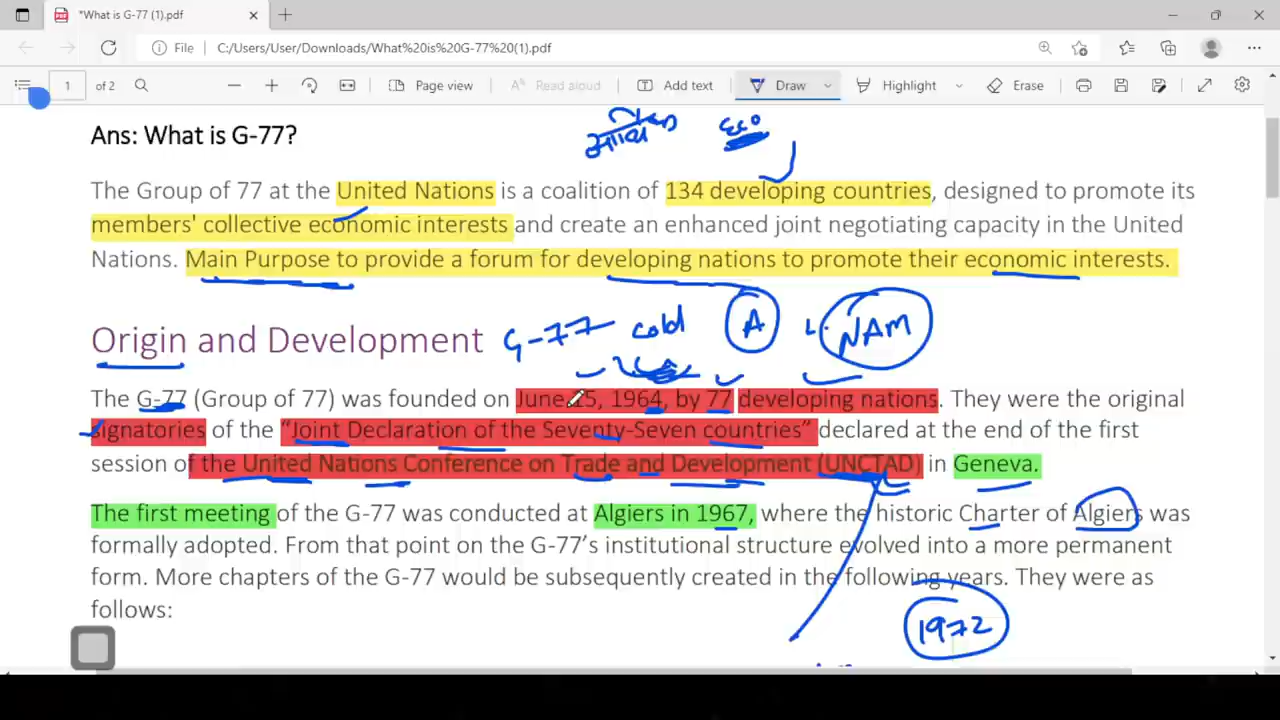 *What is G-77 (1).pdf
File C:/Users/User/Downloads/What%20is%20G-77%20(1).pdf
1 of 2 Page view Read aloud Add text Draw Highlight Erase
eco
Ans: What is G-77?
The Group of 77 at the United Nations is a coalition of 134 developing countries, designed to promote its
members' collective economic interests and create an enhanced joint negotiating capacity in the United
Nations. Main Purpose to provide a forum for developing nations to promote their economic interests.
Origin and Development G-77 cold A NAM
The G-77 (Group of 77) was founded on June 15, 1964, by 77 developing nations. They were the original
signatories of the “Joint Declaration of the Seventy-Seven countries” declared at the end of the first
session of the United Nations Conference on Trade and Development (UNCTAD) in Geneva.
The first meeting of the G-77 was conducted at Algiers in 1967, where the historic Charter of Algiers was
formally adopted. From that point on the G-77’s institutional structure evolved into a more permanent
form. More chapters of the G-77 would be subsequently created in the following years. They were as
follows:
1972